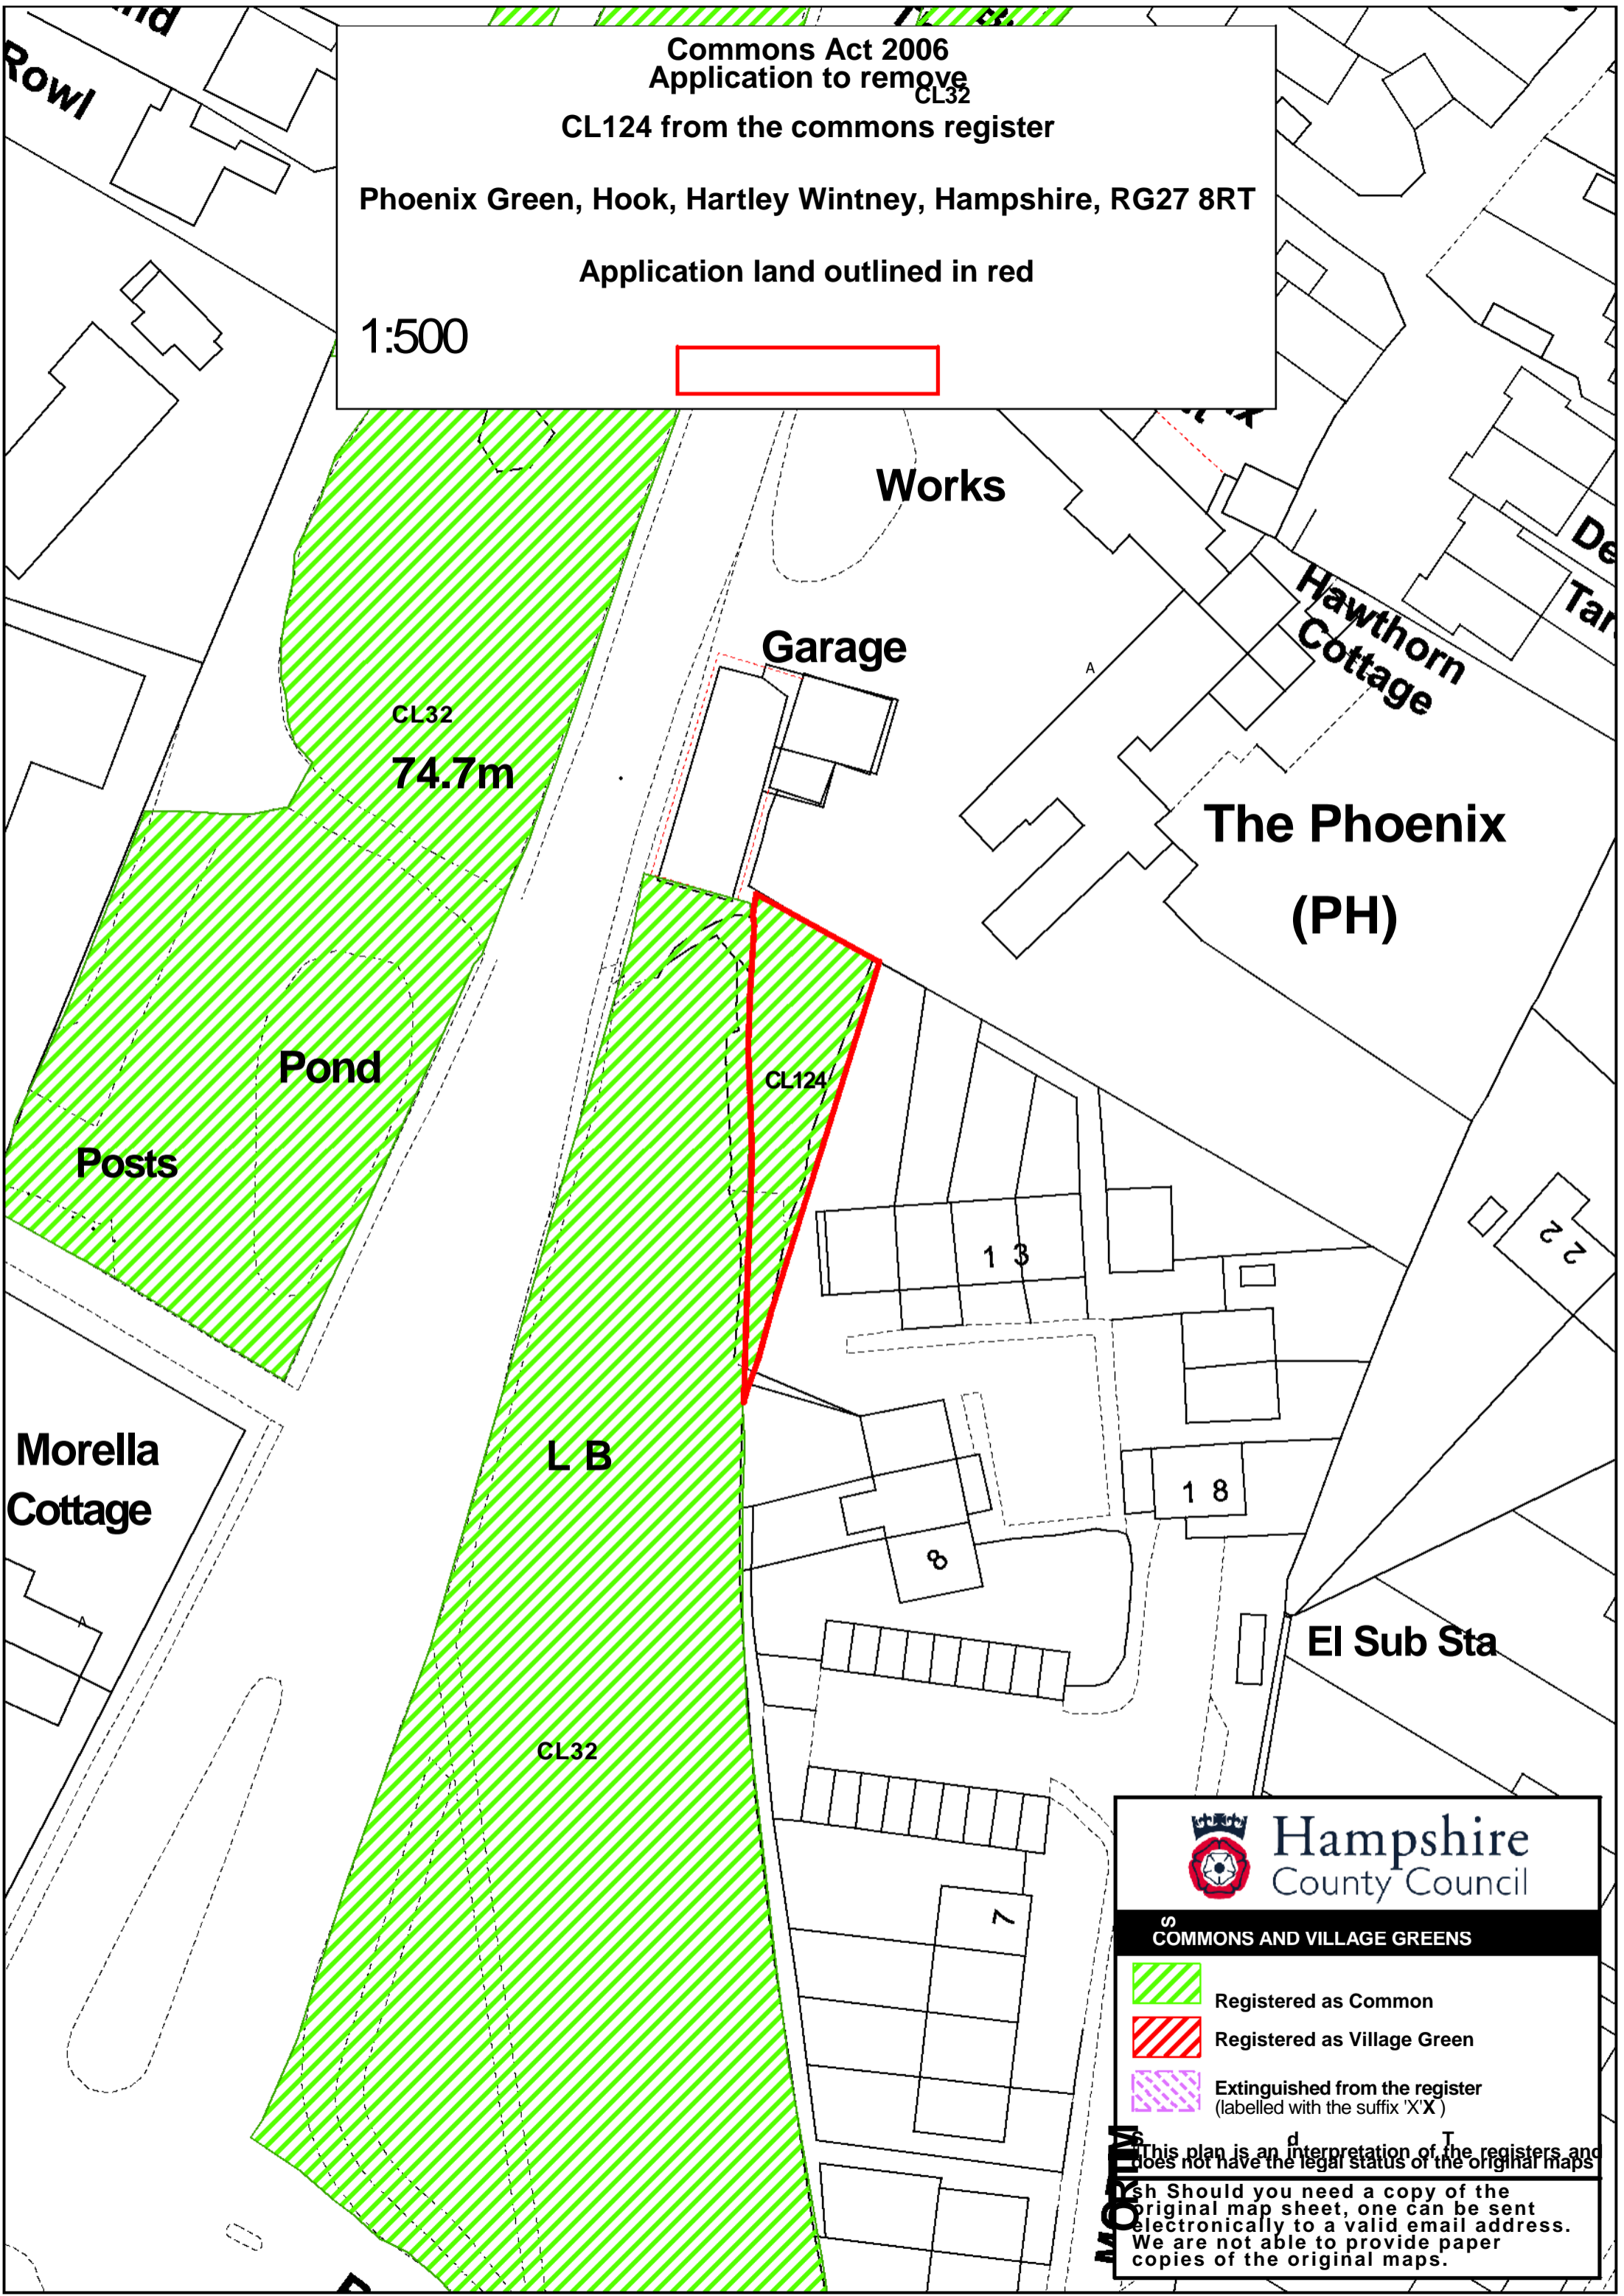 Rowl
Commons Act 2006
Application to remove
CL32
CL124 from the commons register
Phoenix Green, Hook, Hartley Wintney, Hampshire, RG27 8RT
Application land outlined in red
1:500
Works
Garage
A
Hawthorn
Cottage
De
Tar
CL32
74.7m
The Phoenix
(PH)
Pond
CL124
Posts
1 3
2 2
Morella
Cottage
L B
1 8
8
A
El Sub Sta
CL32
7
Hampshire
County Council
S
COMMONS AND VILLAGE GREENS
Registered as Common
Registered as Village Green
Extinguished from the register
(labelled with the suffix 'X'X )
d T
This plan is an interpretation of the registers and
does not have the legal status of the original maps
sh Should you need a copy of the
original map sheet, one can be sent
electronically to a valid email address.
We are not able to provide paper
copies of the original maps.